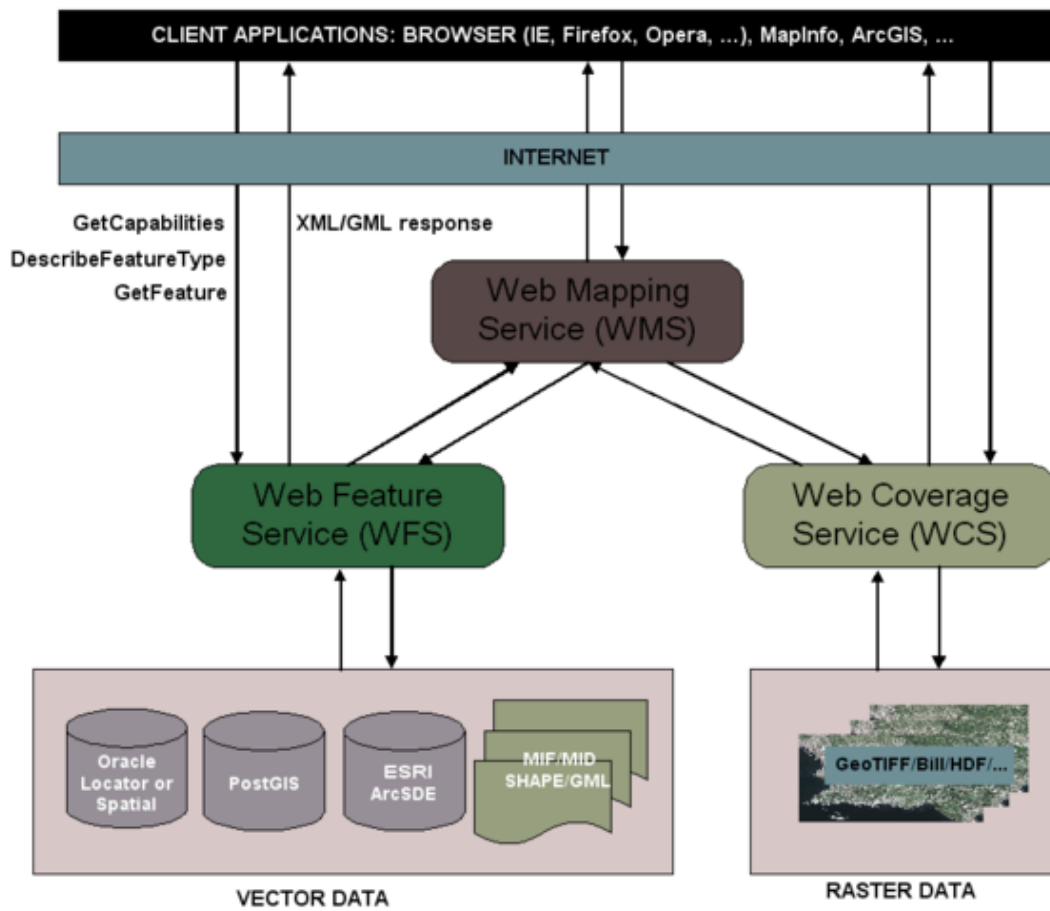 CLIENT APPLICATIONS: BROWSER (IE, Firefox, Opera, ...), MapInfo, ArcGIS, ...
INTERNET
GetCapabilities
DescribeFeatureType
GetFeature
XML/GML response
Web Mapping
Service (WMS)
Web Feature
Service (WFS)
Web Coverage
Service (WCS)
Oracle
Locator or
Spatial
PostGIS
ESRI
ArcSDE
MIF/MID
SHAPE/GML
GeoTIFF/Bill/HDF/...
VECTOR DATA
RASTER DATA